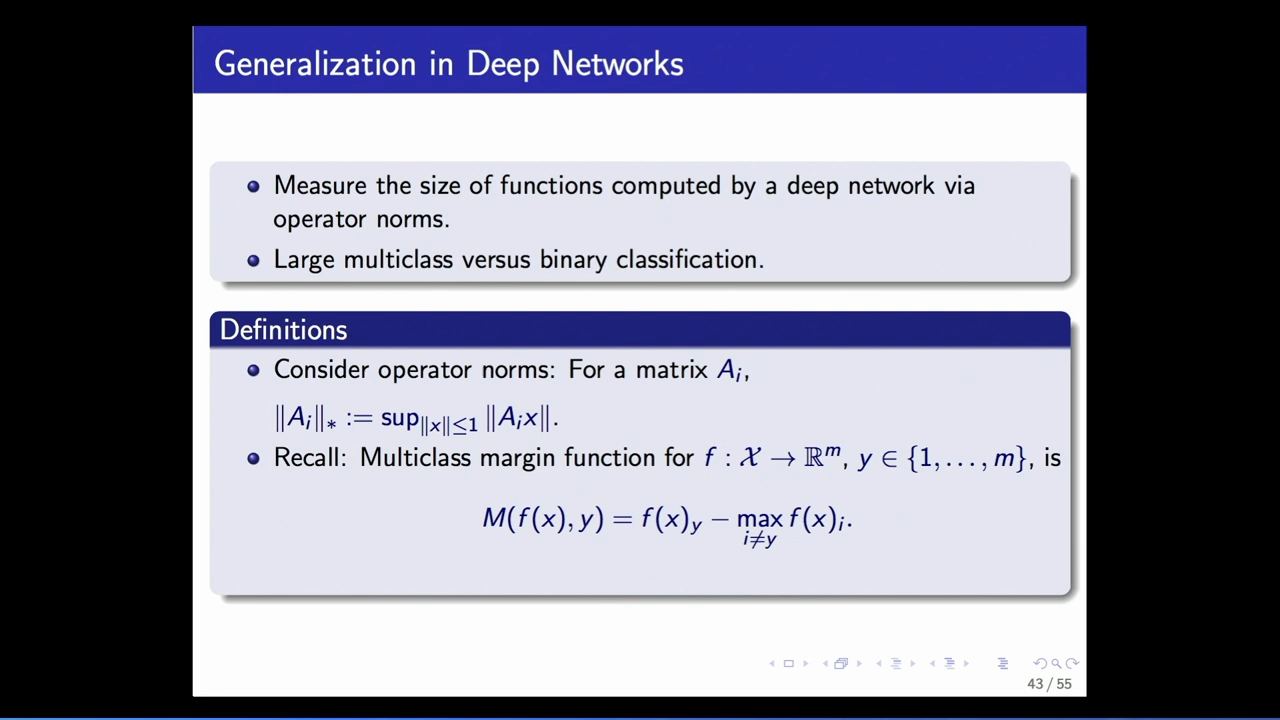 Generalization in Deep Networks
Measure the size of functions computed by a deep network via
operator norms.
Large multiclass versus binary classification.
Definitions
Consider operator norms: For a matrix A_i,
‖A_i‖_* := sup_{‖x‖≤1} ‖A_i x‖.
Recall: Multiclass margin function for f : 𝒳 → ℝ^m, y ∈ {1, . . . , m}, is
M(f(x), y) = f(x)_y − max_{i≠y} f(x)_i.
43 / 55